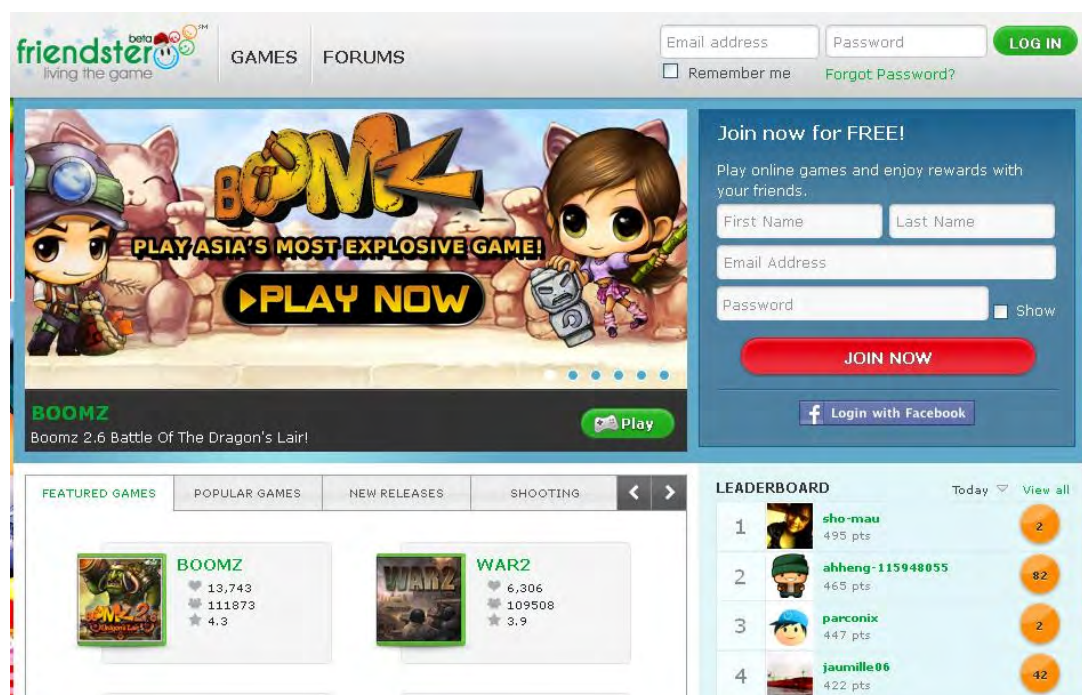 friendster beta SM
living the game
GAMES
FORUMS
Email address
Password
LOG IN
Remember me
Forgot Password?
BOOMZ
PLAY ASIA'S MOST EXPLOSIVE GAME!
PLAY NOW
BOOMZ
Boomz 2.6 Battle Of The Dragon's Lair!
Play
Join now for FREE!
Play online games and enjoy rewards with
your friends.
First Name
Last Name
Email Address
Password
Show
JOIN NOW
f Login with Facebook
FEATURED GAMES
POPULAR GAMES
NEW RELEASES
SHOOTING
BOOMZ 2
Dragon's Lair
BOOMZ
13,743
111873
4.3
WAR2
WAR2
6,306
109508
3.9
LEADERBOARD
Today
View all
1
sho-mau
495 pts
2
2
ahheng-115948055
465 pts
82
3
parconix
447 pts
2
4
jaumille06
422 pts
42